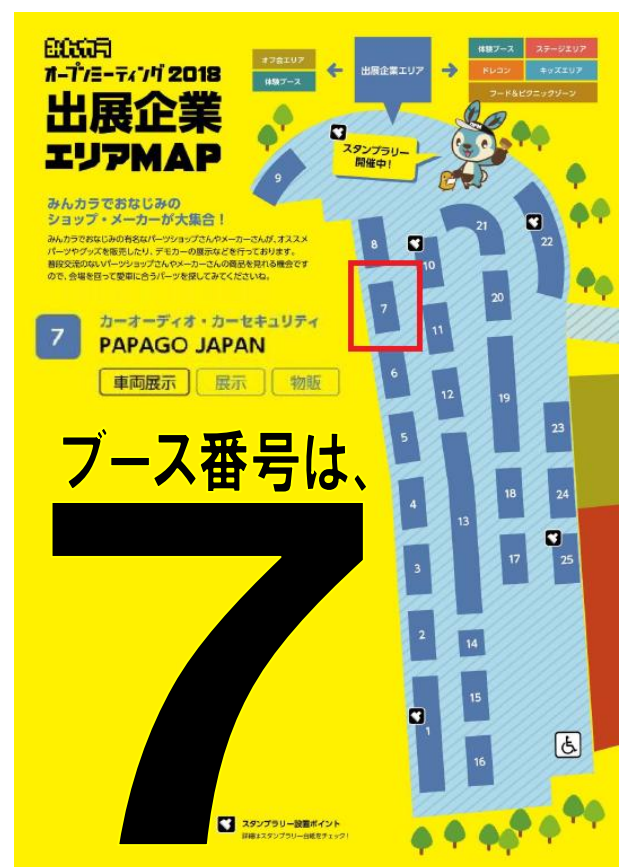 みんカラ
オープンミーティング 2018
出展企業
エリアMAP
オフ会エリア
体験ブース
出展企業エリア
体験ブース
ステージエリア
ドレコン
キッズエリア
フード&ピクニックゾーン
スタンプラリー
開催中!
みんカラでおなじみの
ショップ・メーカーが大集合!
みんカラでおなじみの有名なパーツショップさんやメーカーさんが、オススメ
パーツやグッズを販売したり、デモカーの展示などを行っております。
普段交流のないパーツショップさんやメーカーさんの商品を見れる機会です
ので、会場を回って愛車に合うパーツを探してみてくださいね。
7
カーオーディオ・カーセキュリティ
PAPAGO JAPAN
車両展示
展示
物販
ブース番号は、
7
9
8
7
6
5
4
3
2
1
10
11
12
13
14
15
16
21
20
19
18
17
22
23
24
25
スタンプラリー設置ポイント
詳細はスタンプラリー台紙をチェック!